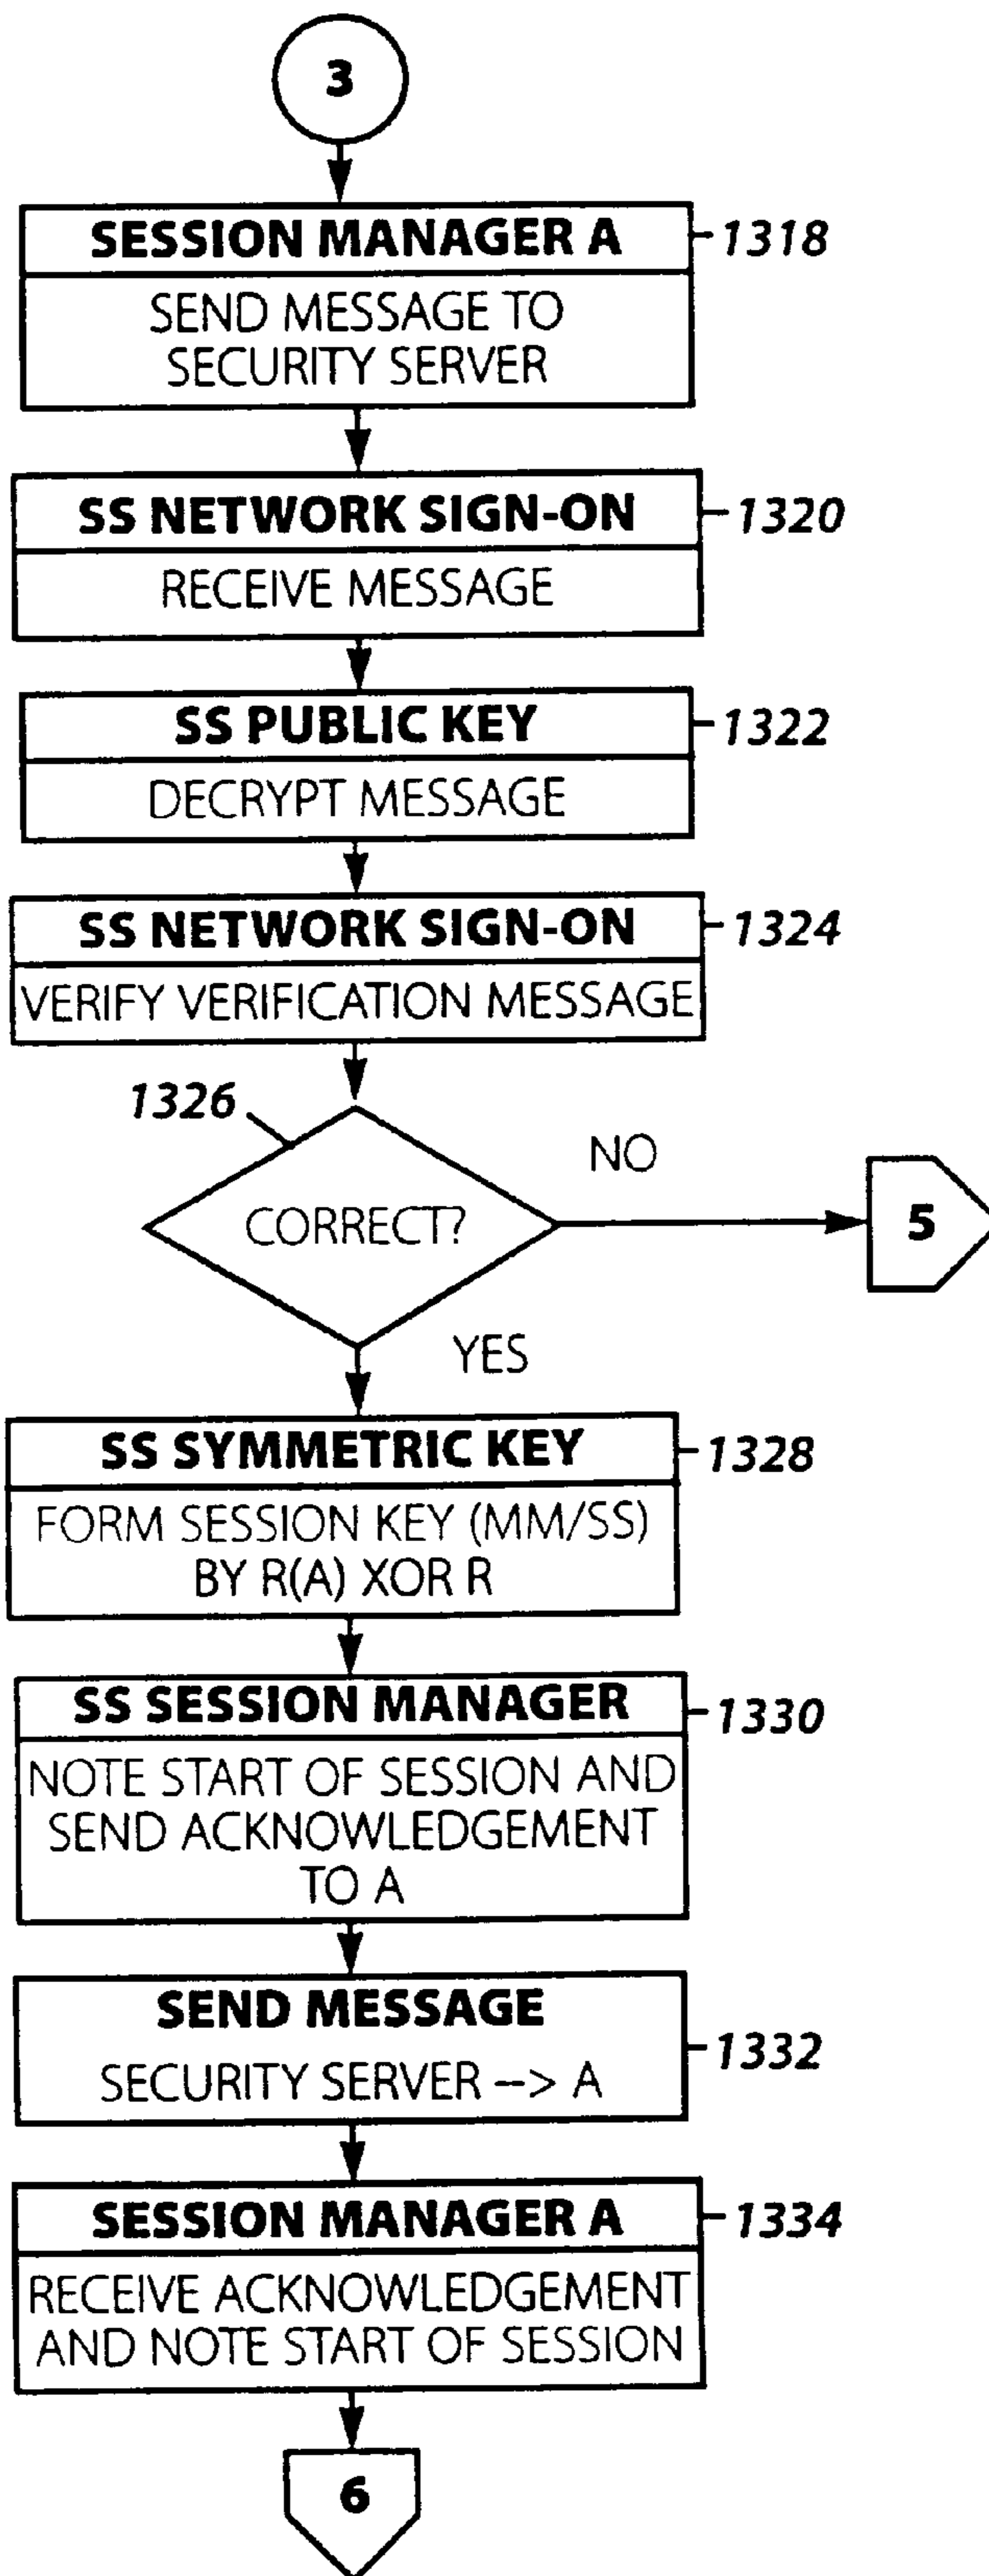 3
SESSION MANAGER A
1318
SEND MESSAGE TO
SECURITY SERVER
SS NETWORK SIGN-ON
1320
RECEIVE MESSAGE
SS PUBLIC KEY
1322
DECRYPT MESSAGE
SS NETWORK SIGN-ON
1324
VERIFY VERIFICATION MESSAGE
1326
CORRECT?
NO
5
YES
SS SYMMETRIC KEY
1328
FORM SESSION KEY (MM/SS)
BY R(A) XOR R
SS SESSION MANAGER
1330
NOTE START OF SESSION AND
SEND ACKNOWLEDGEMENT
TO A
SEND MESSAGE
1332
SECURITY SERVER --> A
SESSION MANAGER A
1334
RECEIVE ACKNOWLEDGEMENT
AND NOTE START OF SESSION
6